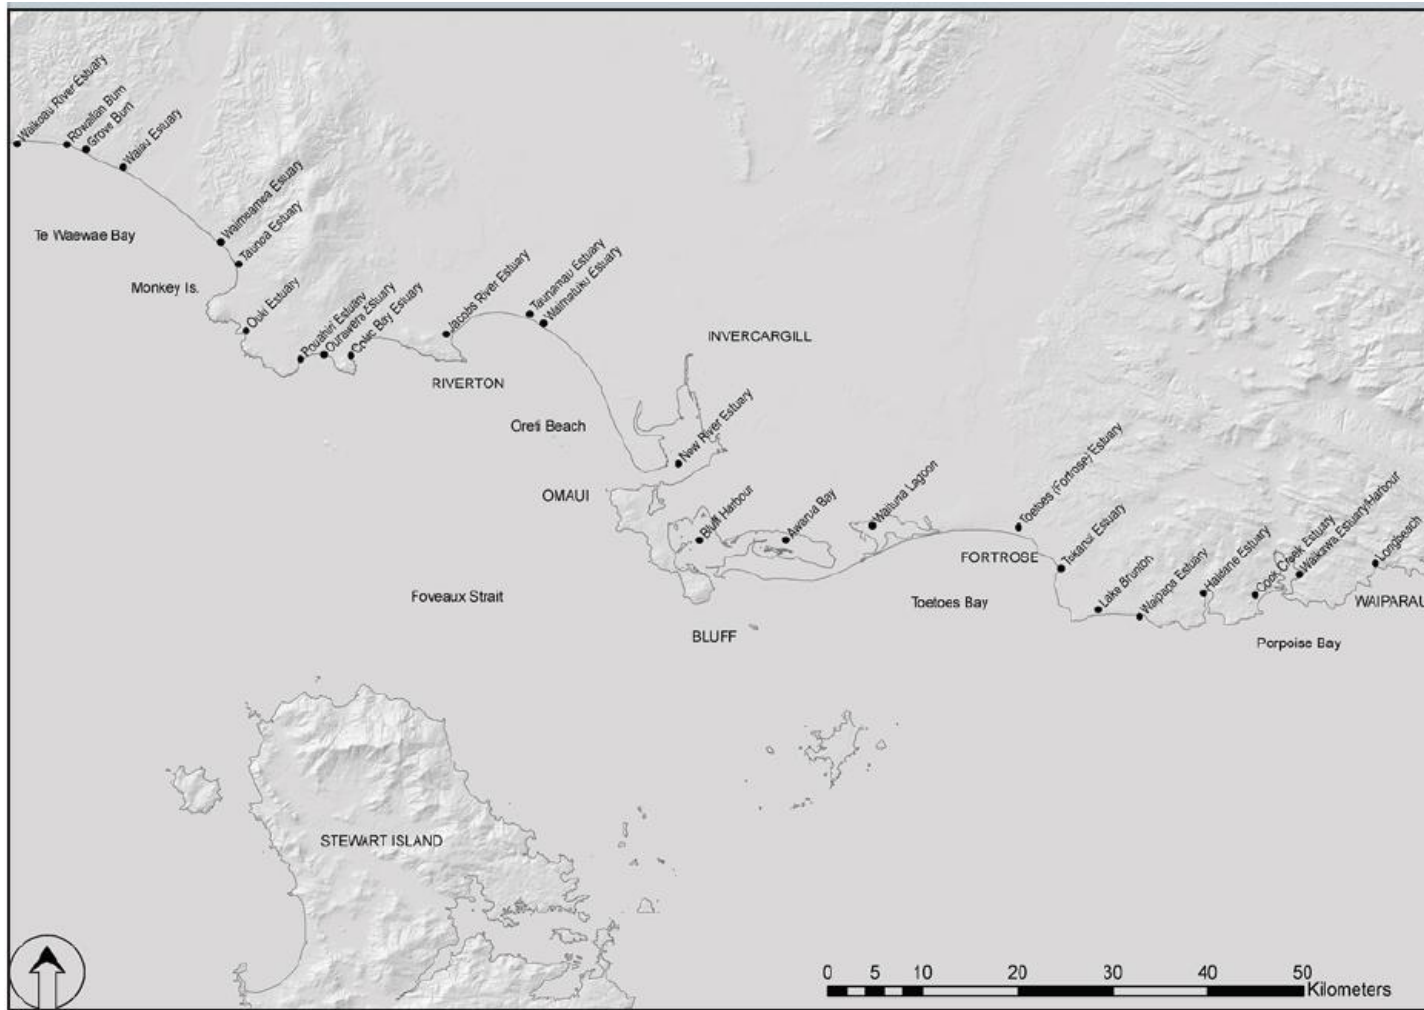 Waikoau River Estuary
Rowallan Burn
Grove Burn
Waiau Estuary
Te Waewae Bay
Waimeamea Estuary
Taunoa Estuary
Monkey Is.
Ouki Estuary
Pouahiri Estuary
Ourawera Estuary
Colac Bay Estuary
Jacobs River Estuary
RIVERTON
Taunamau Estuary
Waimatuku Estuary
INVERCARGILL
Oreti Beach
New River Estuary
OMAUI
Bluff Harbour
Awarua Bay
Waituna Lagoon
Toetoes (Fortrose) Estuary
FORTROSE
Tokanui Estuary
Lake Brunton
Waipapa Estuary
Haldane Estuary
Cook Creek Estuary
Waikawa Estuary/Harbour
Longbeach
WAIPARAU
Foveaux Strait
Toetoes Bay
BLUFF
Porpoise Bay
STEWART ISLAND
0 5 10 20 30 40 50
Kilometers